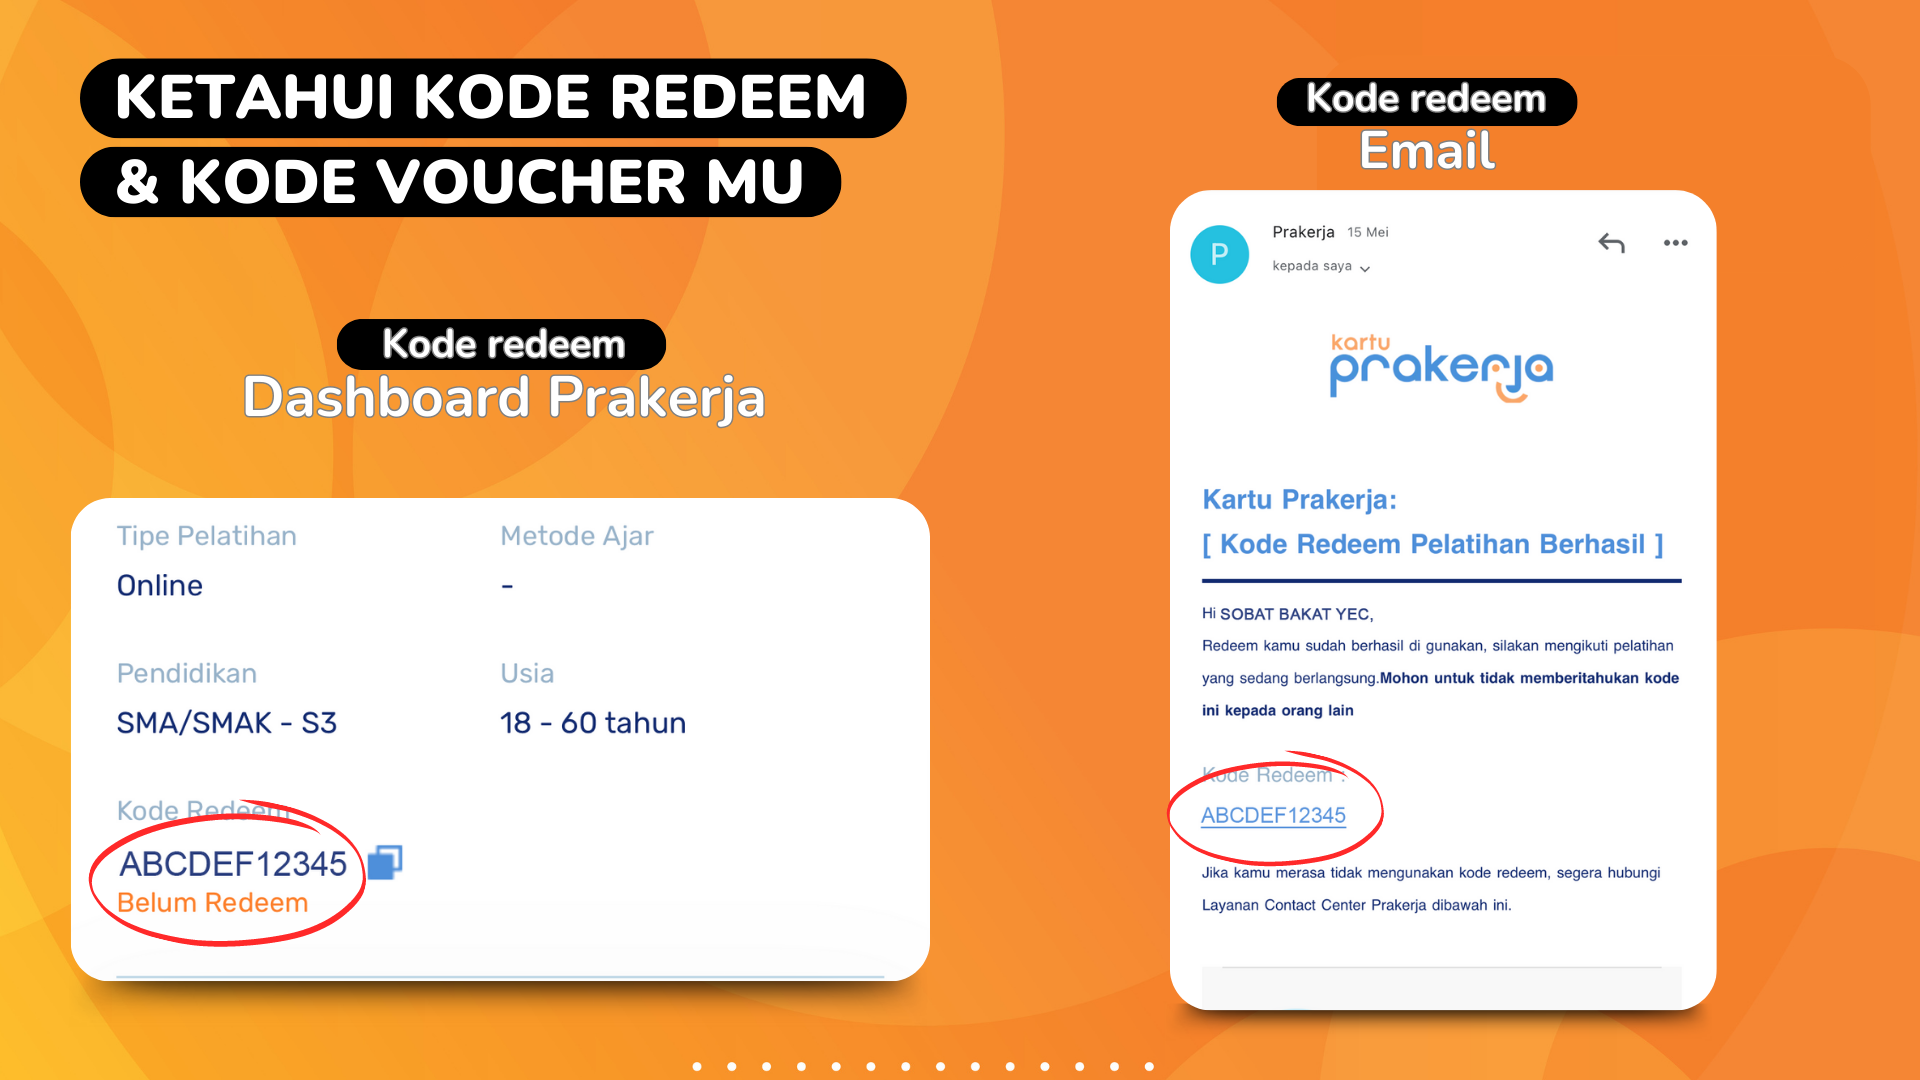 KETAHUI KODE REDEEM
& KODE VOUCHER MU
Kode redeem
Dashboard Prakerja
Tipe Pelatihan
Online
Metode Ajar
-
Pendidikan
SMA/SMAK - S3
Usia
18 - 60 tahun
Kode Redeem
ABCDEF12345
Belum Redeem
Kode redeem
Email
P
Prakerja 15 Mei
kepada saya
kartu
prakerja
Kartu Prakerja:
[ Kode Redeem Pelatihan Berhasil ]
Hi SOBAT BAKAT YEC,
Redeem kamu sudah berhasil di gunakan, silakan mengikuti pelatihan
yang sedang berlangsung.Mohon untuk tidak memberitahukan kode
ini kepada orang lain
Kode Redeem :
ABCDEF12345
Jika kamu merasa tidak mengunakan kode redeem, segera hubungi
Layanan Contact Center Prakerja dibawah ini.